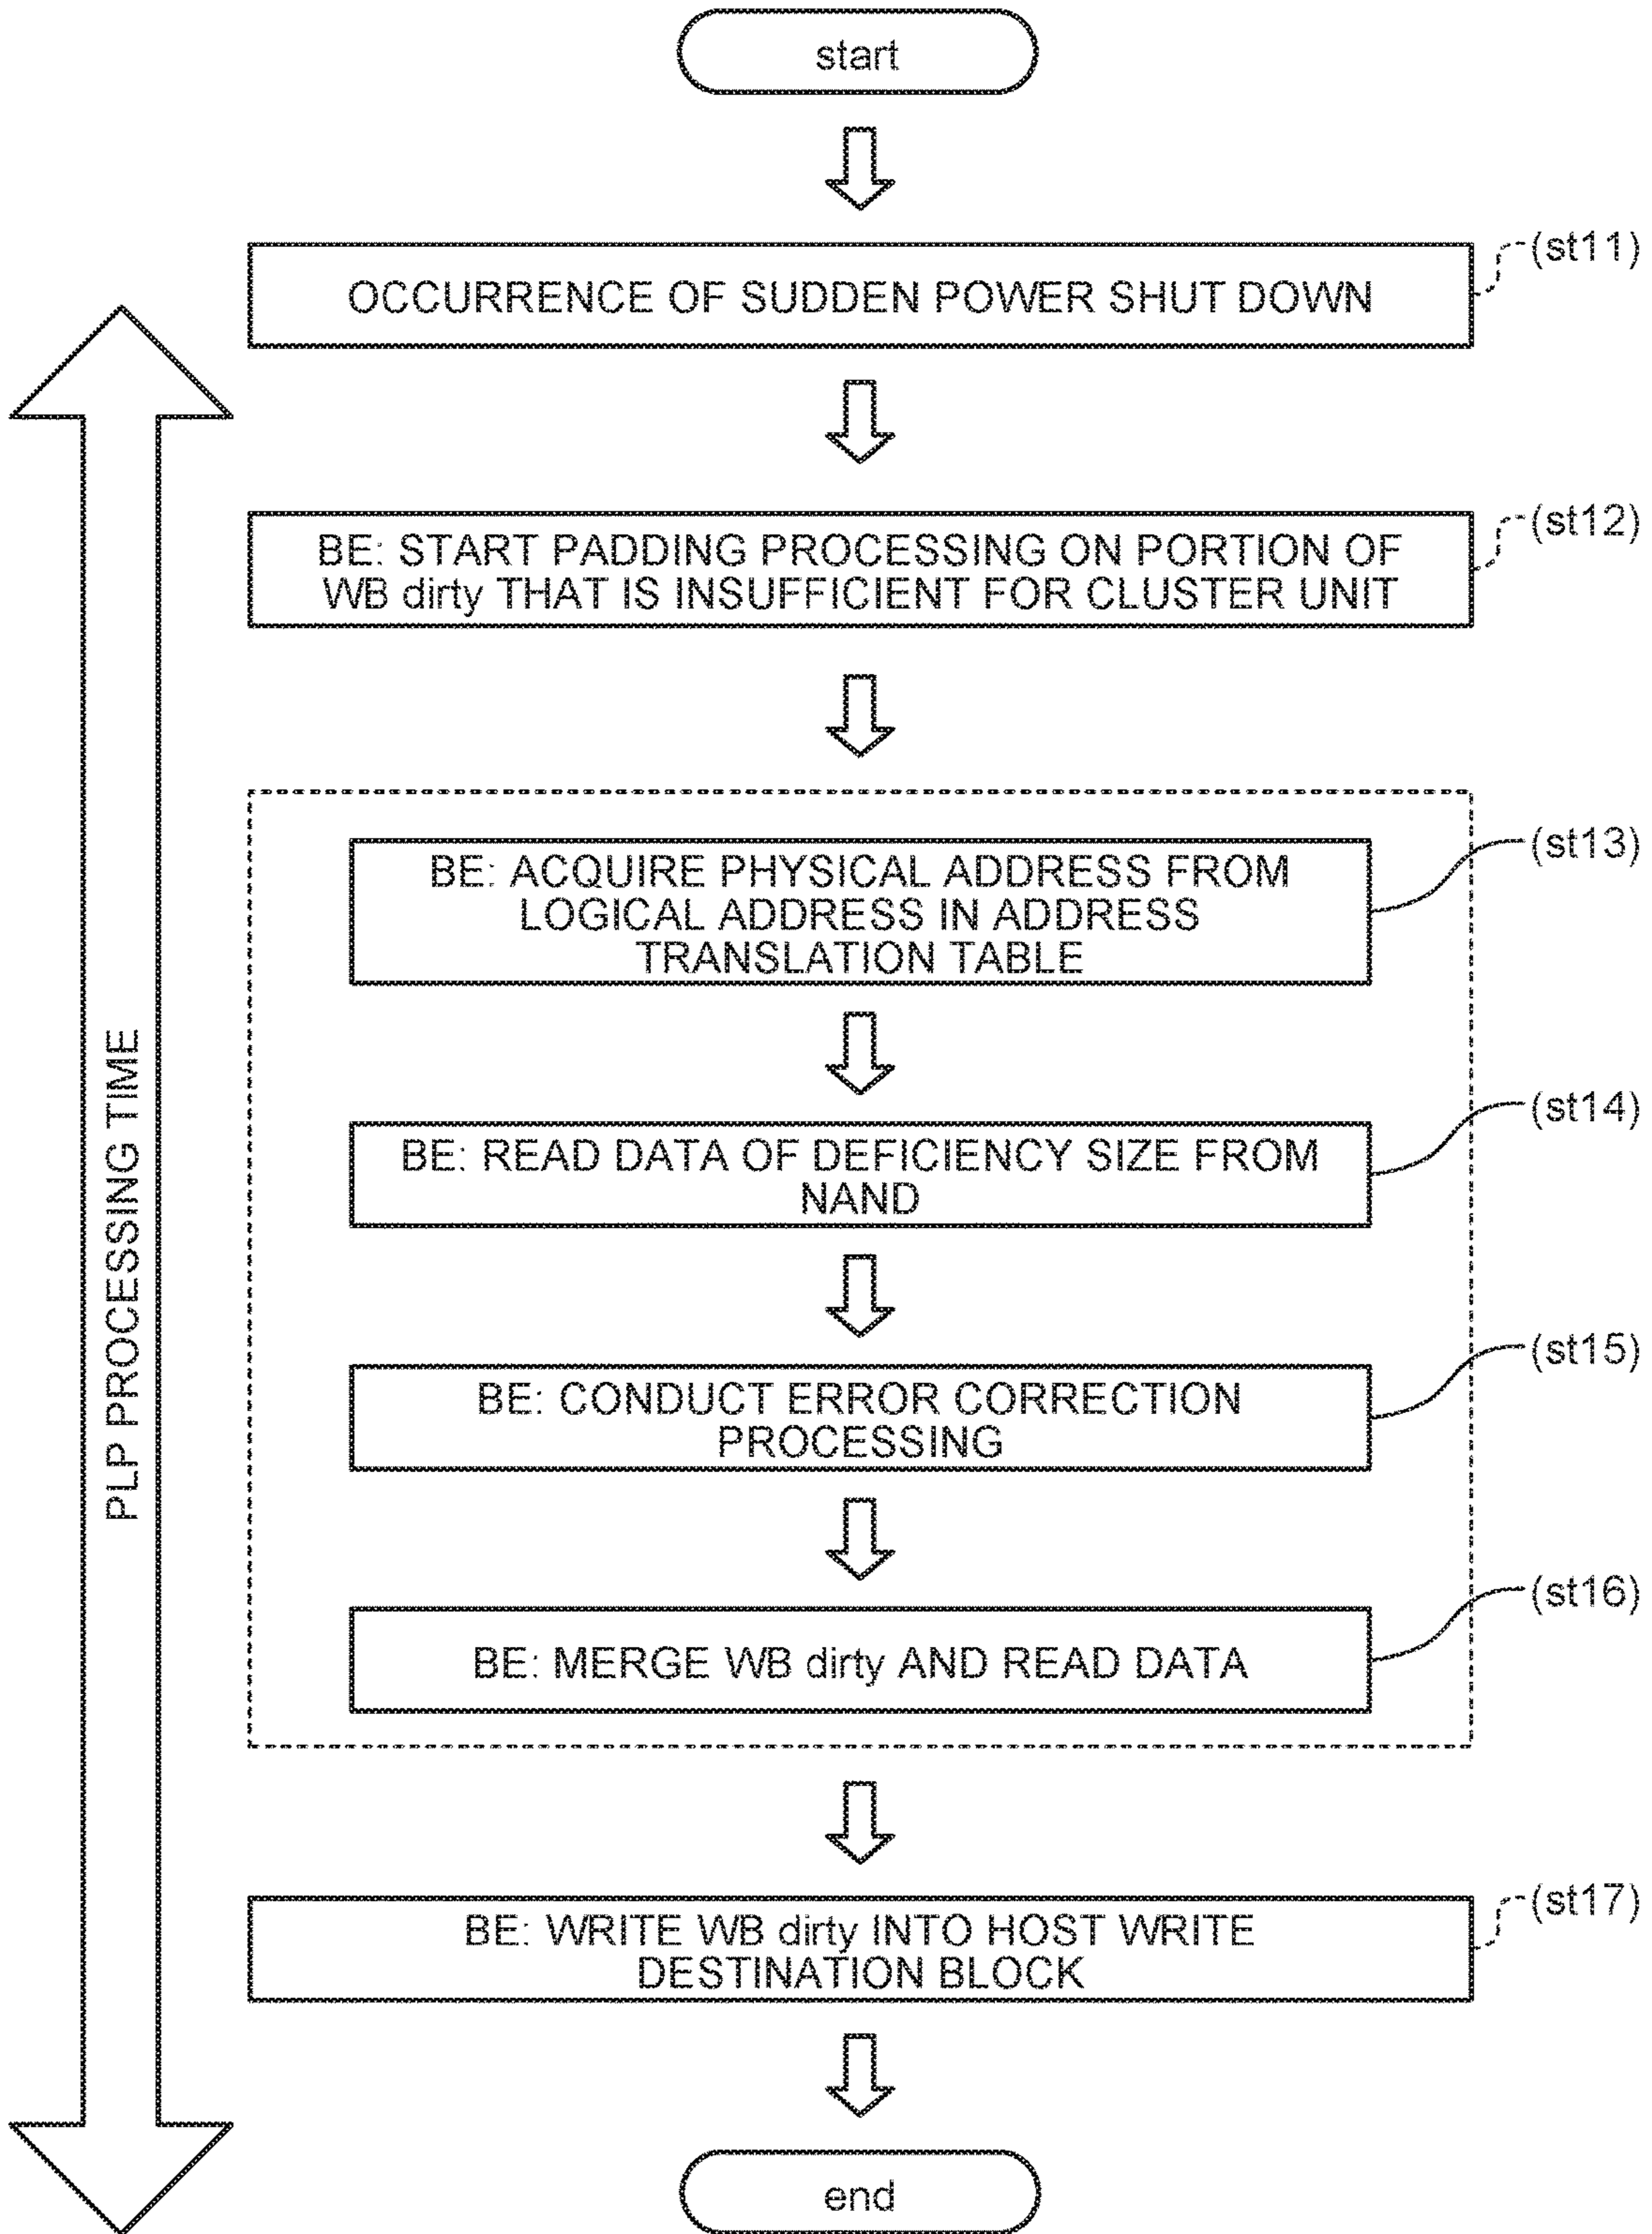 start
OCCURRENCE OF SUDDEN POWER SHUT DOWN
(st11)
BE: START PADDING PROCESSING ON PORTION OF
WB dirty THAT IS INSUFFICIENT FOR CLUSTER UNIT
(st12)
BE: ACQUIRE PHYSICAL ADDRESS FROM
LOGICAL ADDRESS IN ADDRESS
TRANSLATION TABLE
(st13)
BE: READ DATA OF DEFICIENCY SIZE FROM
NAND
(st14)
BE: CONDUCT ERROR CORRECTION
PROCESSING
(st15)
BE: MERGE WB dirty AND READ DATA
(st16)
BE: WRITE WB dirty INTO HOST WRITE
DESTINATION BLOCK
(st17)
end
PLP PROCESSING TIME